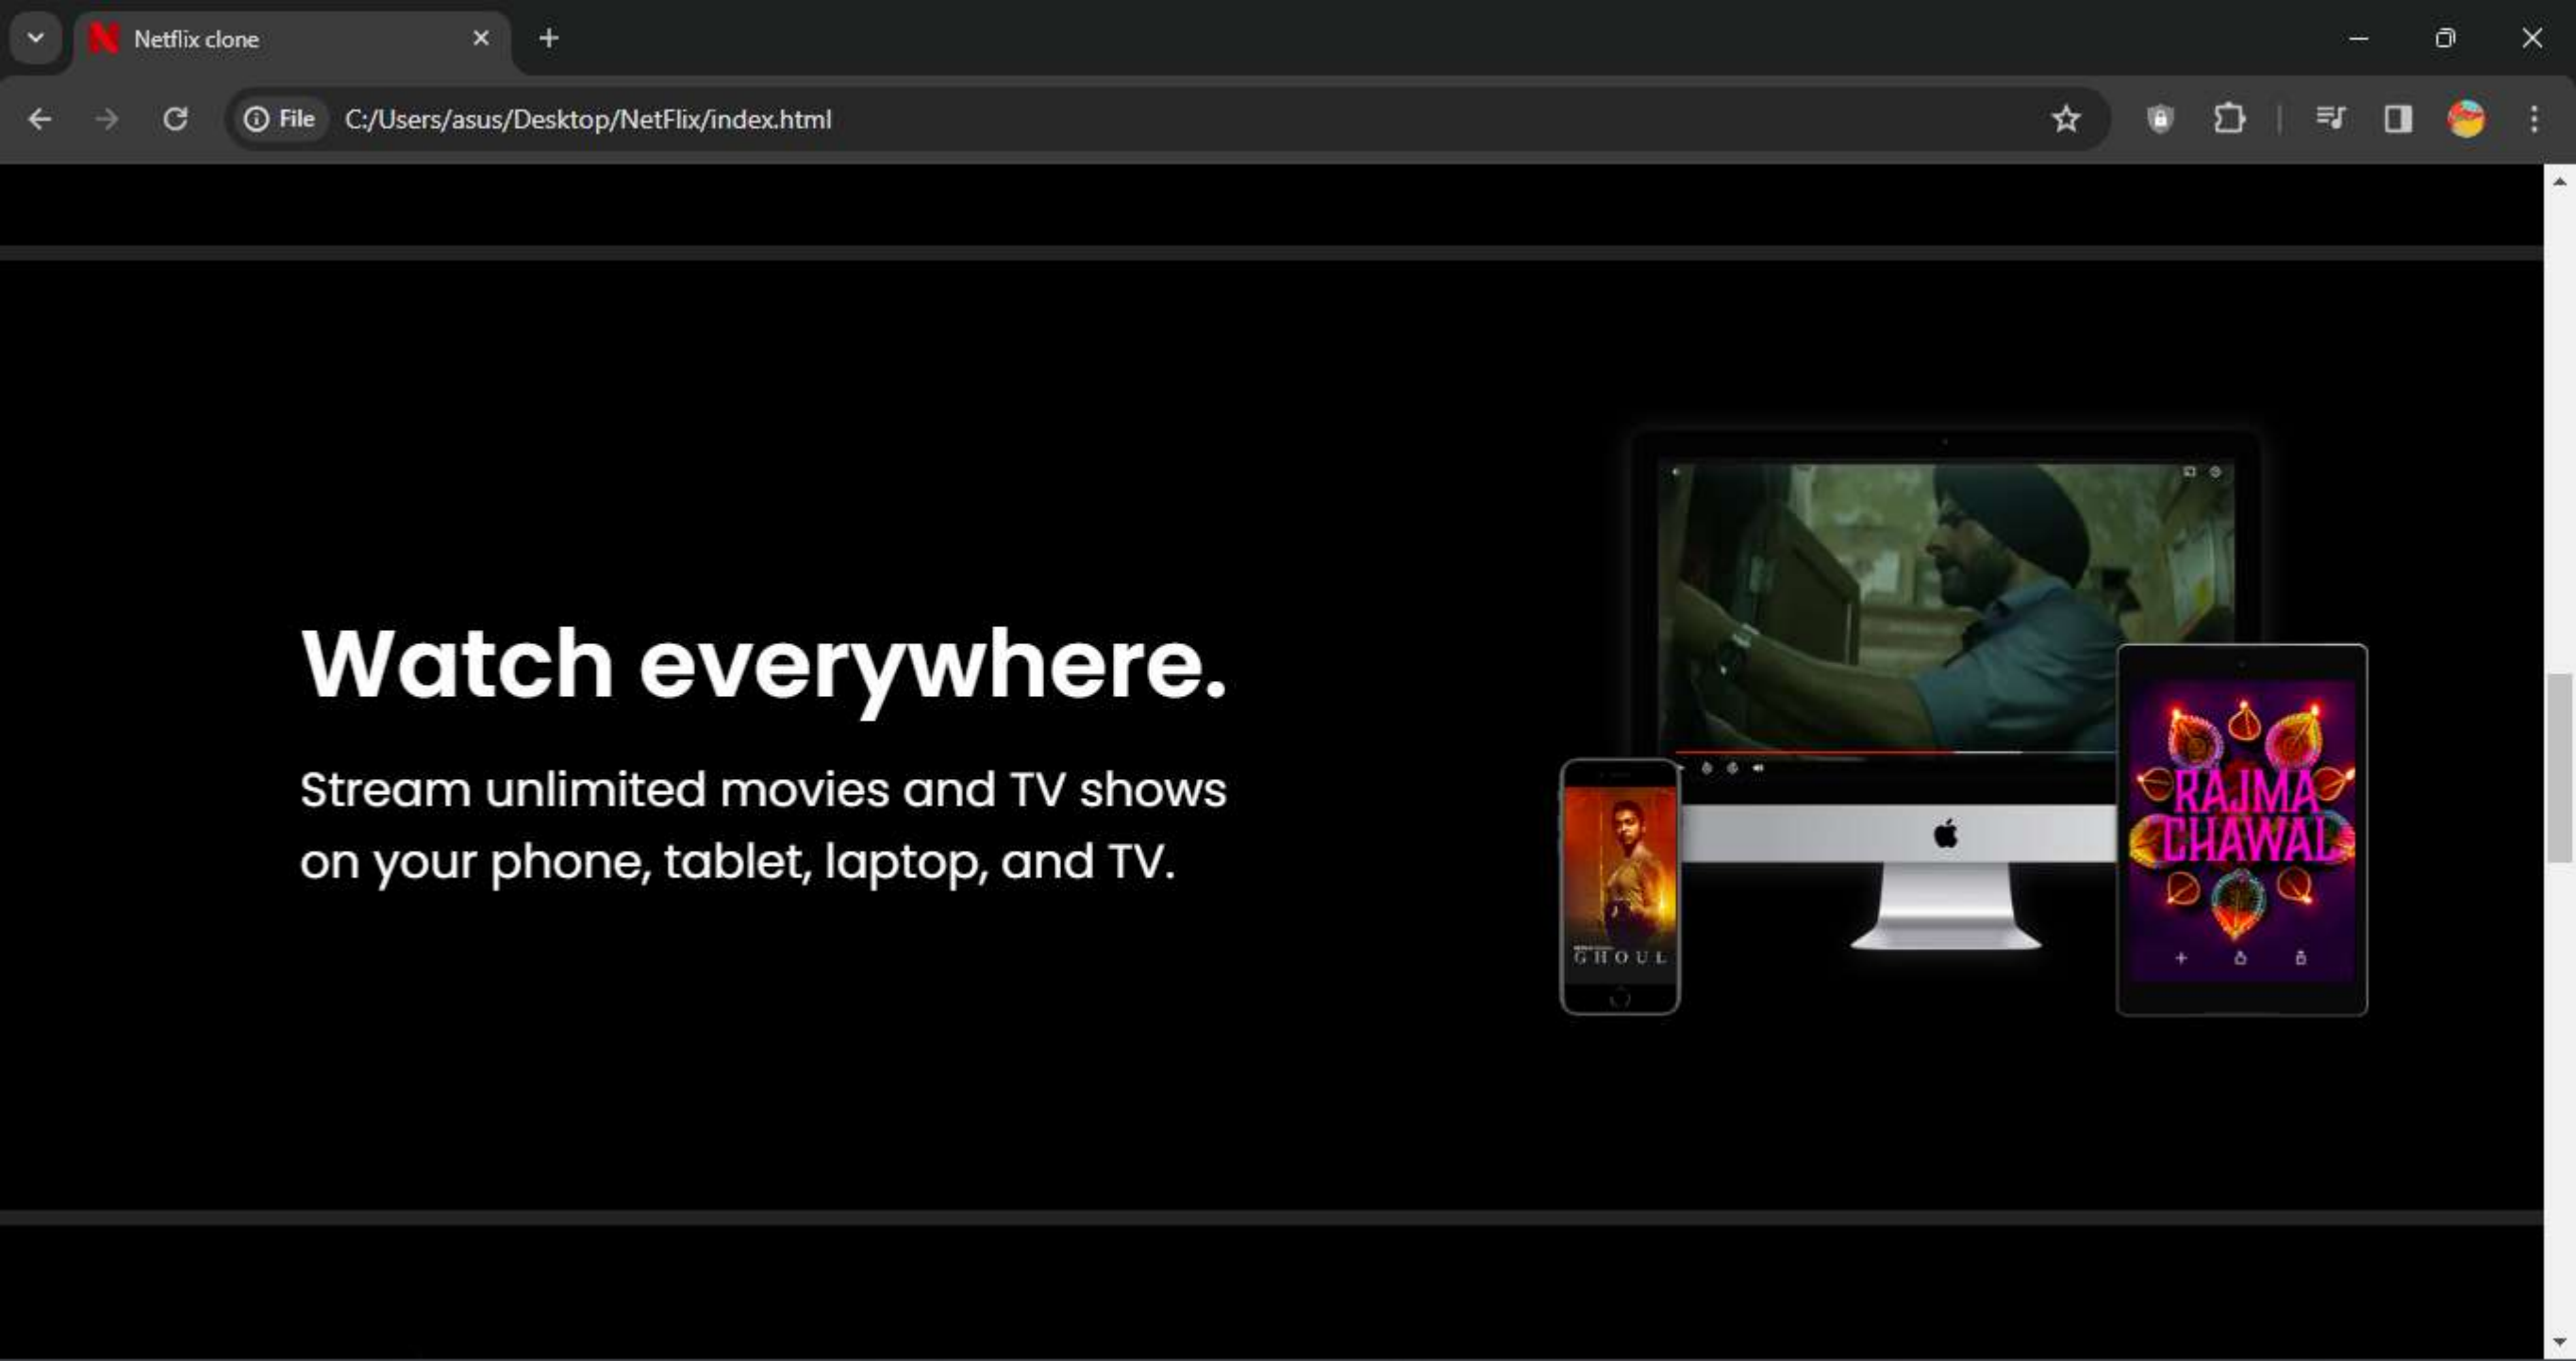 Netflix clone
File C:/Users/asus/Desktop/NetFlix/index.html
Watch everywhere.
Stream unlimited movies and TV shows
on your phone, tablet, laptop, and TV.
RAJMA
CHAWAL
GHOUL